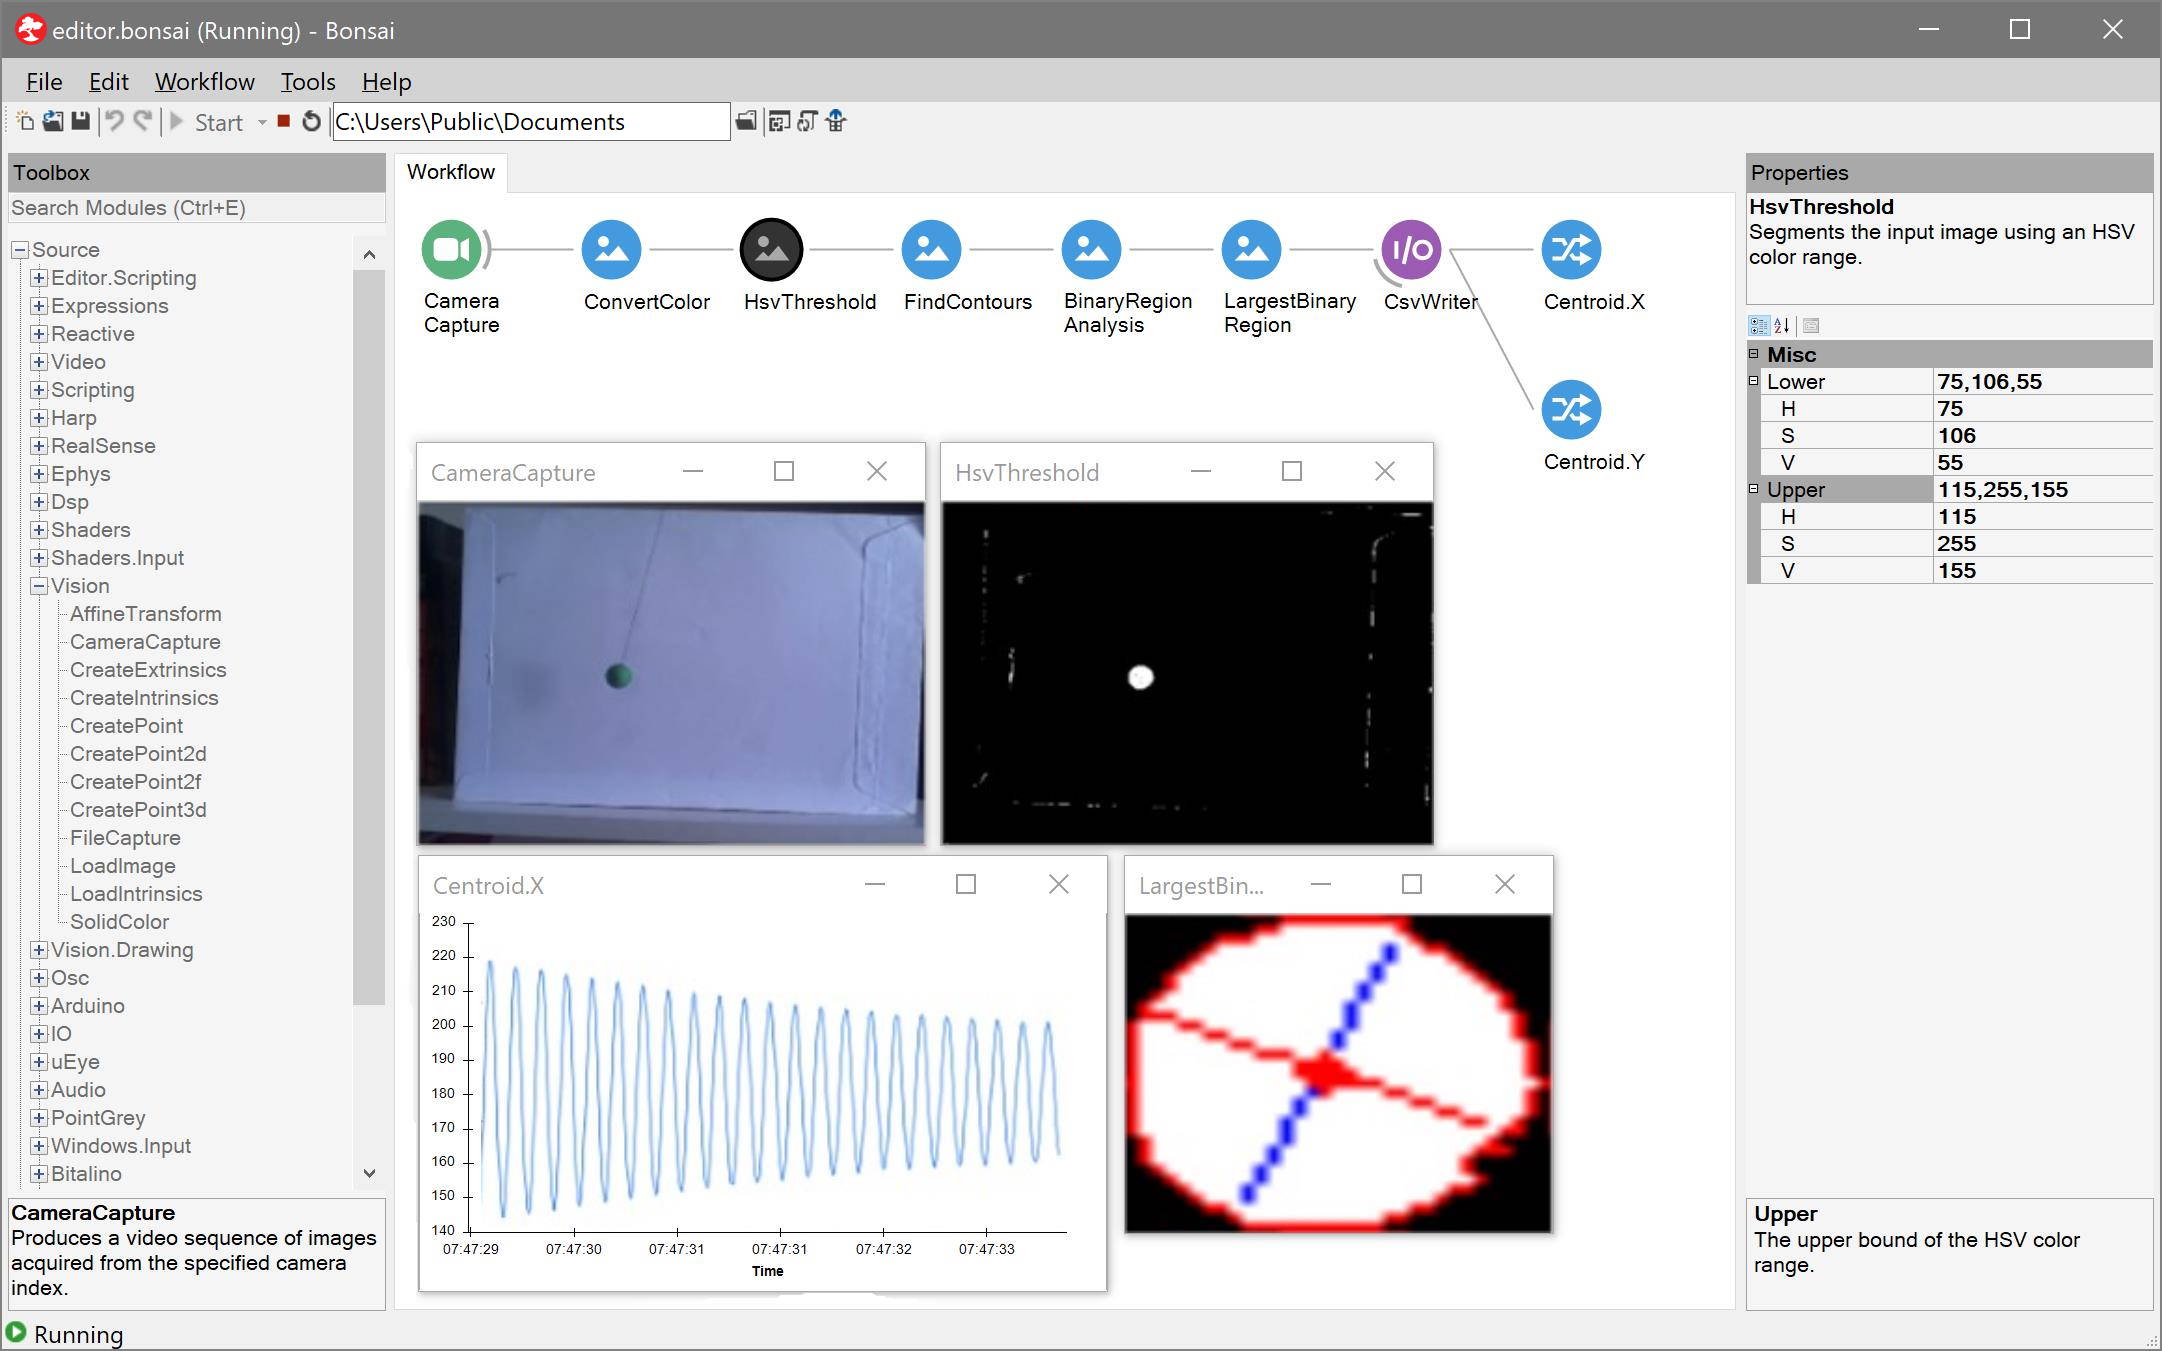 editor.bonsai (Running) - Bonsai
File Edit Workflow Tools Help
Start
C:\Users\Public\Documents
Toolbox
Search Modules (Ctrl+E)
Source
Editor.Scripting
Expressions
Reactive
Video
Scripting
Harp
RealSense
Ephys
Dsp
Shaders
Shaders.Input
Vision
AffineTransform
CameraCapture
CreateExtrinsics
CreateIntrinsics
CreatePoint
CreatePoint2d
CreatePoint2f
CreatePoint3d
FileCapture
LoadImage
LoadIntrinsics
SolidColor
Vision.Drawing
Osc
Arduino
IO
uEye
Audio
PointGrey
Windows.Input
Bitalino
CameraCapture
Produces a video sequence of images
acquired from the specified camera
index.
Running
Workflow
I/O
Camera
Capture
ConvertColor
HsvThreshold
FindContours
BinaryRegion
Analysis
LargestBinary
Region
CsvWriter
Centroid.X
Centroid.Y
CameraCapture
HsvThreshold
Centroid.X
230
220
210
200
190
180
170
160
150
140
07:47:29 07:47:30 07:47:31 07:47:31 07:47:32 07:47:33
Time
LargestBin...
Properties
HsvThreshold
Segments the input image using an HSV
color range.
Misc
Lower 75,106,55
H 75
S 106
V 55
Upper 115,255,155
H 115
S 255
V 155
Upper
The upper bound of the HSV color
range.